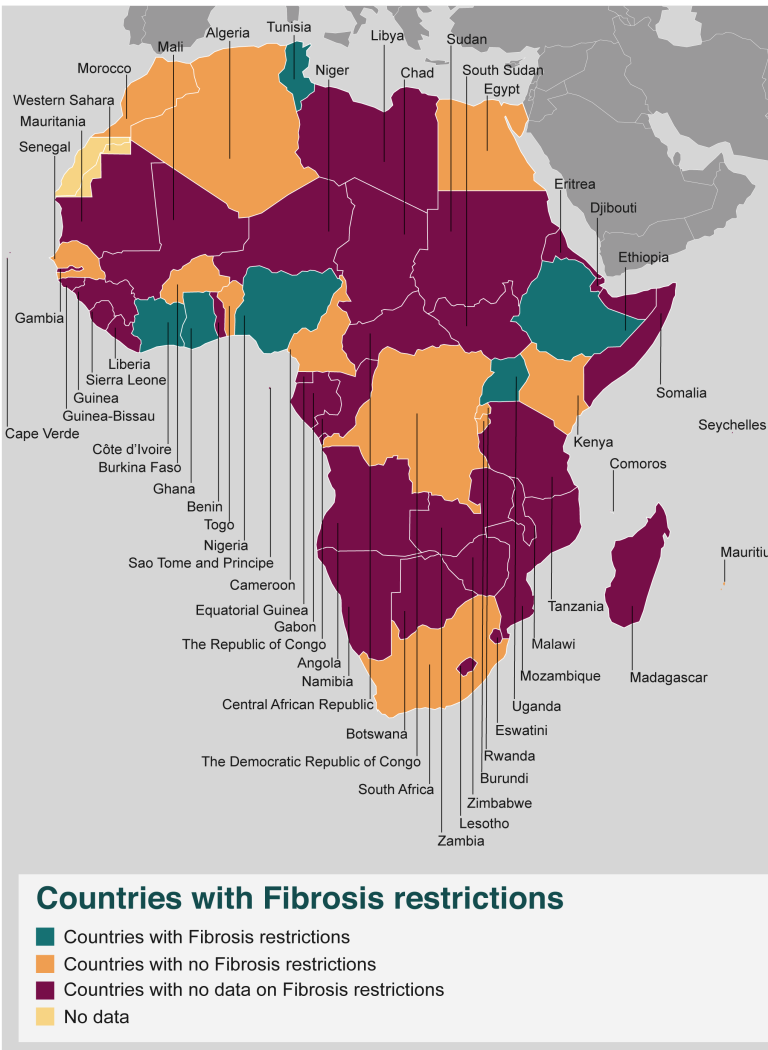 Tunisia
Algeria
Libya
Sudan
Mali
Morocco
Niger
Chad
South Sudan
Egypt
Western Sahara
Mauritania
Senegal
Eritrea
Djibouti
Ethiopia
Gambia
Liberia
Sierra Leone
Guinea
Guinea-Bissau
Cape Verde
Somalia
Seychelles
Kenya
Côte d'Ivoire
Burkina Faso
Comoros
Ghana
Benin
Togo
Nigeria
Sao Tome and Principe
Mauritiu
Cameroon
Equatorial Guinea
Tanzania
Gabon
The Republic of Congo
Malawi
Angola
Namibia
Mozambique
Madagascar
Central African Republic
Uganda
Botswana
Eswatini
The Democratic Republic of Congo
Rwanda
Burundi
South Africa
Zimbabwe
Lesotho
Zambia
Countries with Fibrosis restrictions
Countries with Fibrosis restrictions
Countries with no Fibrosis restrictions
Countries with no data on Fibrosis restrictions
No data